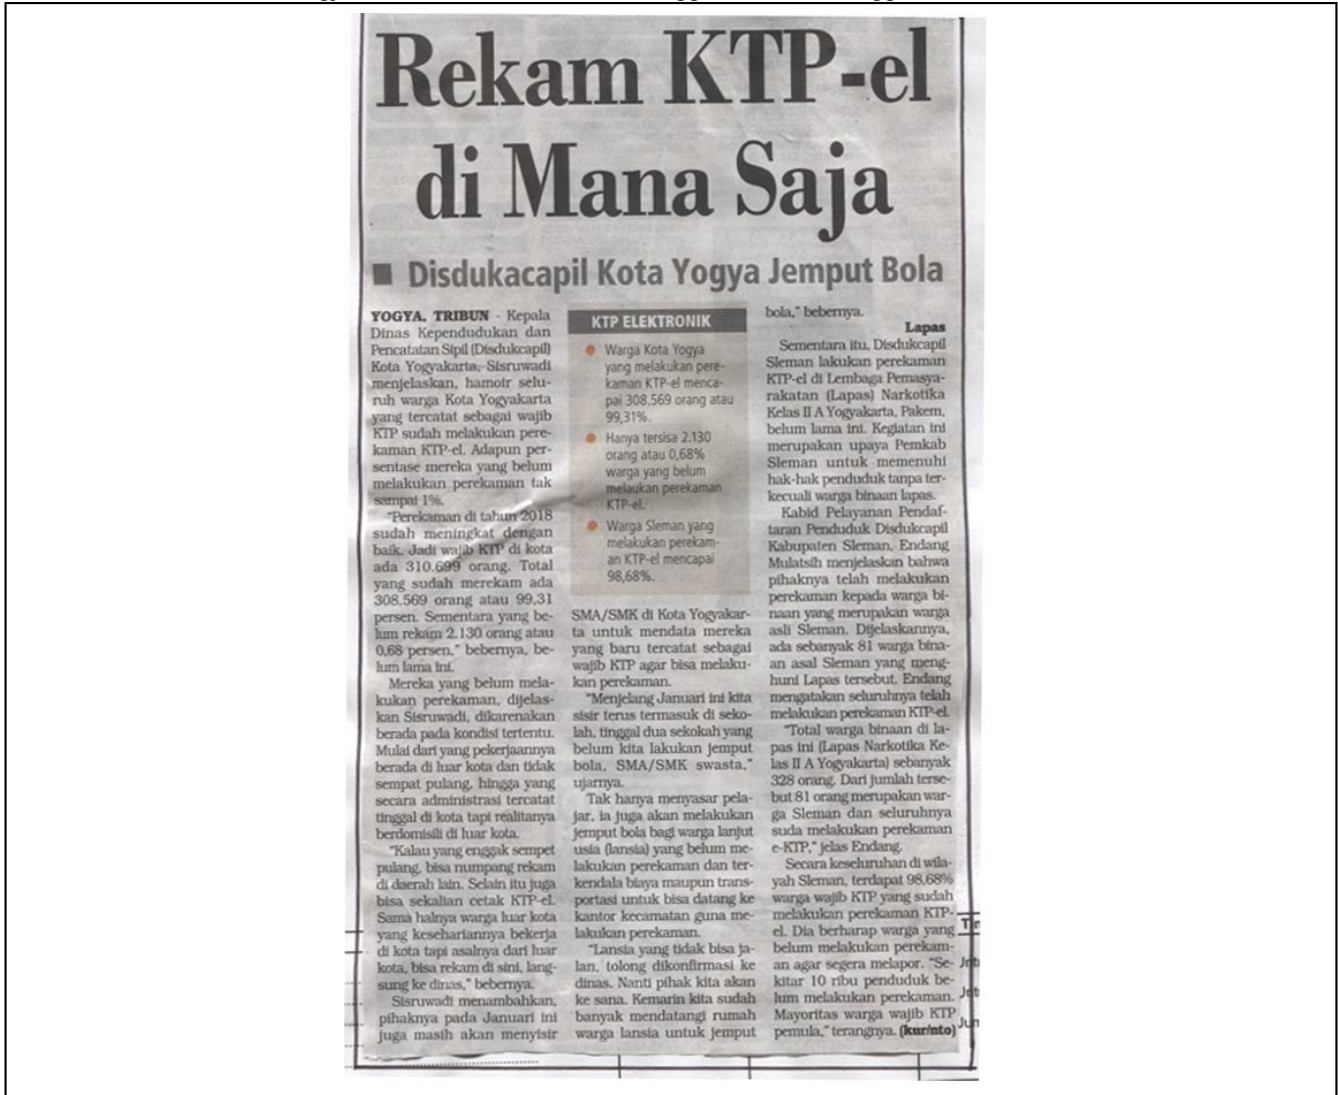 Rekam KTP-el
di Mana Saja
Disdukacapil Kota Yogya Jemput Bola
YOGYA, TRIBUN - Kepala
Dinas Kependudukan dan
Pencatatan Sipil (Disdukcapil)
Kota Yogyakarta, Sisruwadi
menjelaskan, hamoir selu-
ruh warga Kota Yogyakarta
yang tercatat sebagai wajib
KTP sudah melakukan pere-
kaman KTP-el. Adapun per-
sentase mereka yang belum
melakukan perekaman tak
sampai 1%.
"Perekaman di tahun 2018
sudah meningkat dengan
baik. Jadi wajib KTP di kota
ada 310.699 orang. Total
yang sudah merekam ada
308.569 orang atau 99,31
persen. Sementara yang be-
lum rekam 2.130 orang atau
0,68 persen," bebernya, be-
lum lama ini.
Mereka yang belum mela-
kukan perekaman, dijelas-
kan Sisruwadi, dikarenakan
berada pada kondisi tertentu.
Mulai dari yang pekerjaannya
berada di luar kota dan tidak
sempat pulang, hingga yang
secara administrasi tercatat
tinggal di kota tapi realitanya
berdomisili di luar kota.
"Kalau yang enggak sempet
pulang, bisa numpang rekam
di daerah lain. Selain itu juga
bisa sekalian cetak KTP-el.
Sama halnya warga luar kota
yang kesehariannya bekerja
di kota tapi asalnya dari luar
kota, bisa rekam di sini, lang-
sung ke dinas," bebernya.
Sisruwadi menambahkan,
pihaknya pada Januari ini
juga masih akan menyisir
KTP ELEKTRONIK
Warga Kota Yogya
yang melakukan pere-
kaman KTP-el menca-
pai 308.569 orang atau
99,31%.
Hanya tersisa 2.130
orang atau 0,68%
warga yang belum
melaukan perekaman
KTP-el.
Warga Sleman yang
melakukan perekam-
an KTP-el mencapai
98,68%.
SMA/SMK di Kota Yogyakar-
ta untuk mendata mereka
yang baru tercatat sebagai
wajib KTP agar bisa melaku-
kan perekaman.
"Menjelang Januari ini kita
sisir terus termasuk di seko-
lah, tinggal dua sekokah yang
belum kita lakukan jemput
bola, SMA/SMK swasta,"
ujarnya.
Tak hanya menyasar pela-
jar, ia juga akan melakukan
jemput bola bagi warga lanjut
usia (lansia) yang belum me-
lakukan perekaman dan ter-
kendala biaya maupun trans-
portasi untuk bisa datang ke
kantor kecamatan guna me-
lakukan perekaman.
"Lansia yang tidak bisa ja-
lan, tolong dikonfirmasi ke
dinas. Nanti pihak kita akan
ke sana. Kemarin kita sudah
banyak mendatangi rumah
warga lansia untuk jemput
bola," bebernya.
Lapas
Sementara itu, Disdukcapil
Sleman lakukan perekaman
KTP-el di Lembaga Pemasya-
rakatan (Lapas) Narkotika
Kelas II A Yogyakarta, Pakem,
belum lama ini. Kegiatan ini
merupakan upaya Pemkab
Sleman untuk memenuhi
hak-hak penduduk tanpa ter-
kecuali warga binaan lapas.
Kabid Pelayanan Pendaf-
taran Penduduk Disdukcapil
Kabupaten Sleman, Endang
Mulatsih menjelaskan bahwa
pihaknya telah melakukan
perekaman kepada warga bi-
naan yang merupakan warga
asli Sleman. Dijelaskannya,
ada sebanyak 81 warga bina-
an asal Sleman yang meng-
huni Lapas tersebut. Endang
mengatakan seluruhnya telah
melakukan perekaman KTP-el.
"Total warga binaan di la-
pas ini (Lapas Narkotika Ke-
las II A Yogyakarta) sebanyak
328 orang. Dari jumlah terse-
but 81 orang merupakan war-
ga Sleman dan seluruhnya
suda melakukan perekaman
e-KTP," jelas Endang.
Secara keseluruhan di wila-
yah Sleman, terdapat 98,68%
warga wajib KTP yang sudah
melakukan perekaman KTP-
el. Dia berharap warga yang
belum melakukan perekam-
an agar segera melapor. "Se-
kitar 10 ribu penduduk be-
lum melakukan perekaman.
Mayoritas warga wajib KTP
pemula," terangnya. (kur/nto)